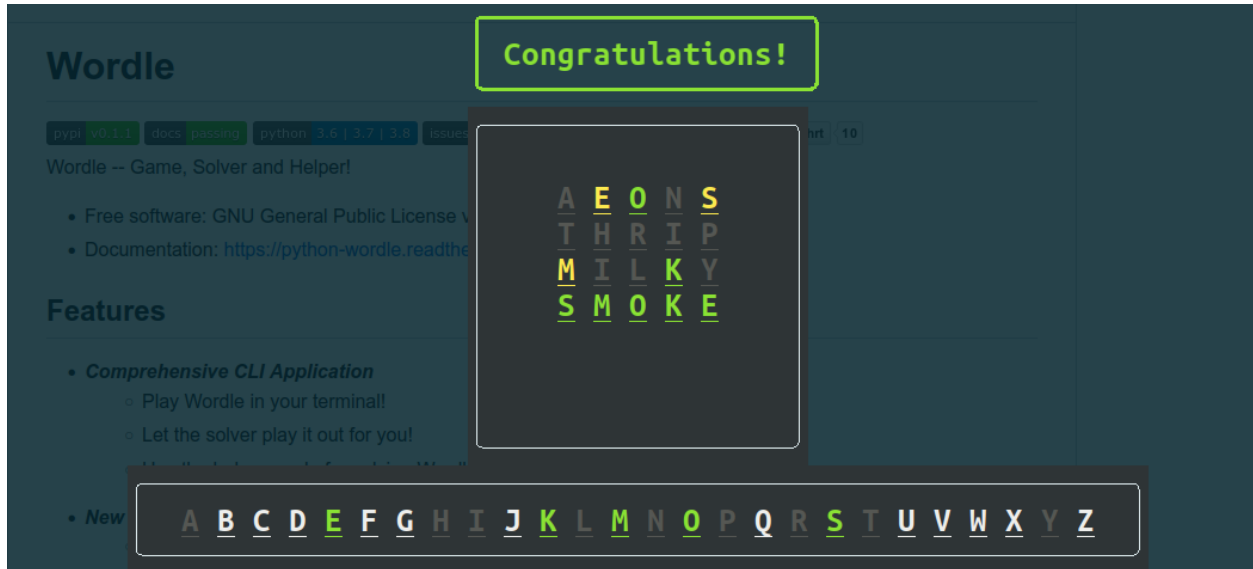 Congratulations!
Wordle
pypi v0.1.1 docs passing python 3.6 | 3.7 | 3.8 issues hrt 10
Wordle -- Game, Solver and Helper!
A E O N S
T H R I P
M I L K Y
S M O K E
• Free software: GNU General Public License v
• Documentation: https://python-wordle.readthe
Features
• Comprehensive CLI Application
○ Play Wordle in your terminal!
○ Let the solver play it out for you!
• New
A B C D E F G H I J K L M N O P Q R S T U V W X Y Z